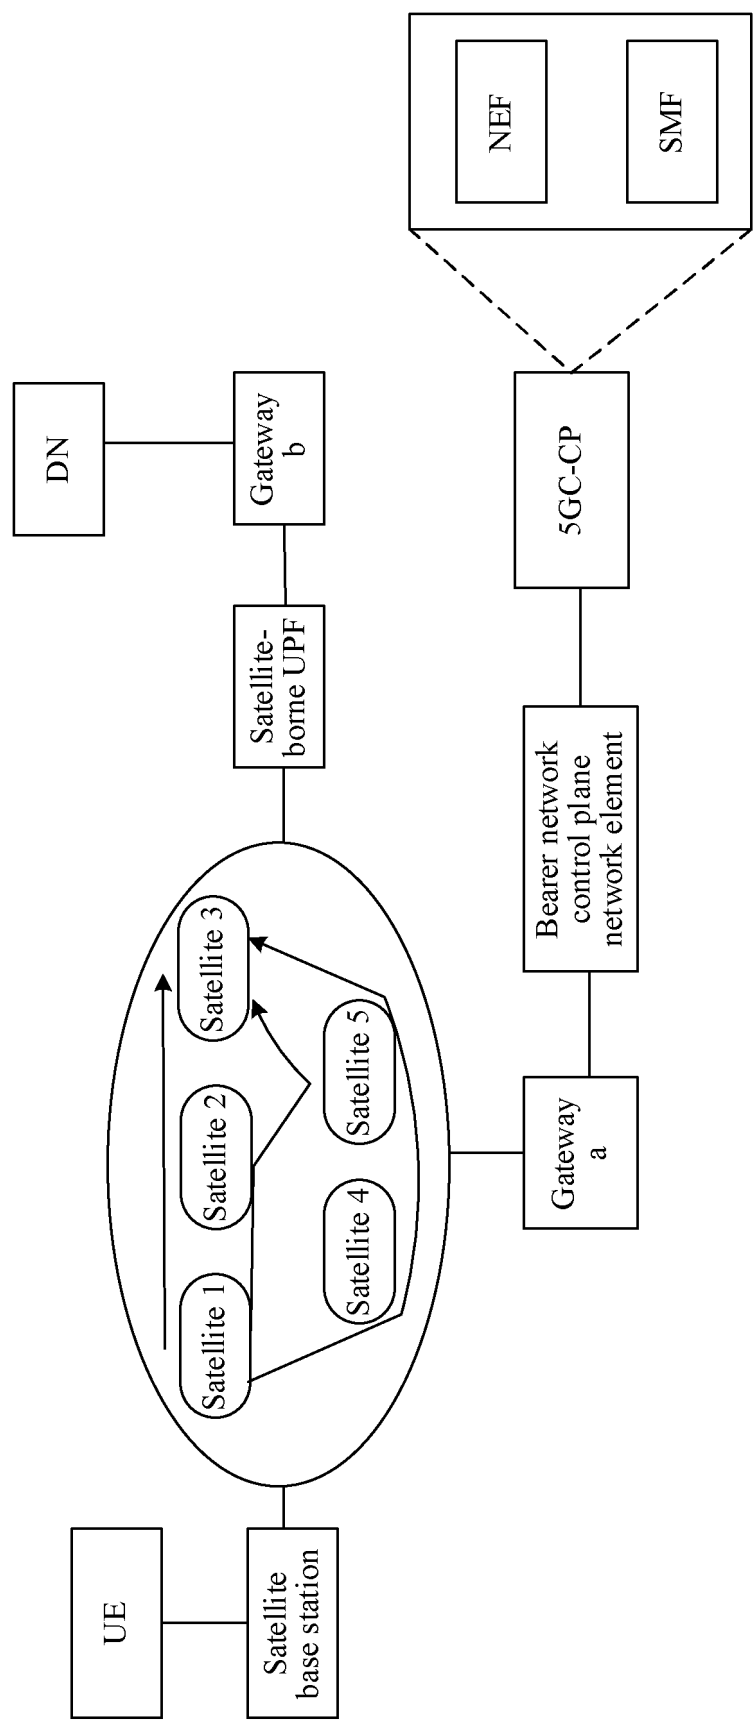 UE
Satellite
base station
Satellite 1
Satellite 2
Satellite 3
Satellite 4
Satellite 5
Satellite-
borne UPF
Gateway
b
DN
Gateway
a
Bearer network
control plane
network element
5GC-CP
NEF
SMF